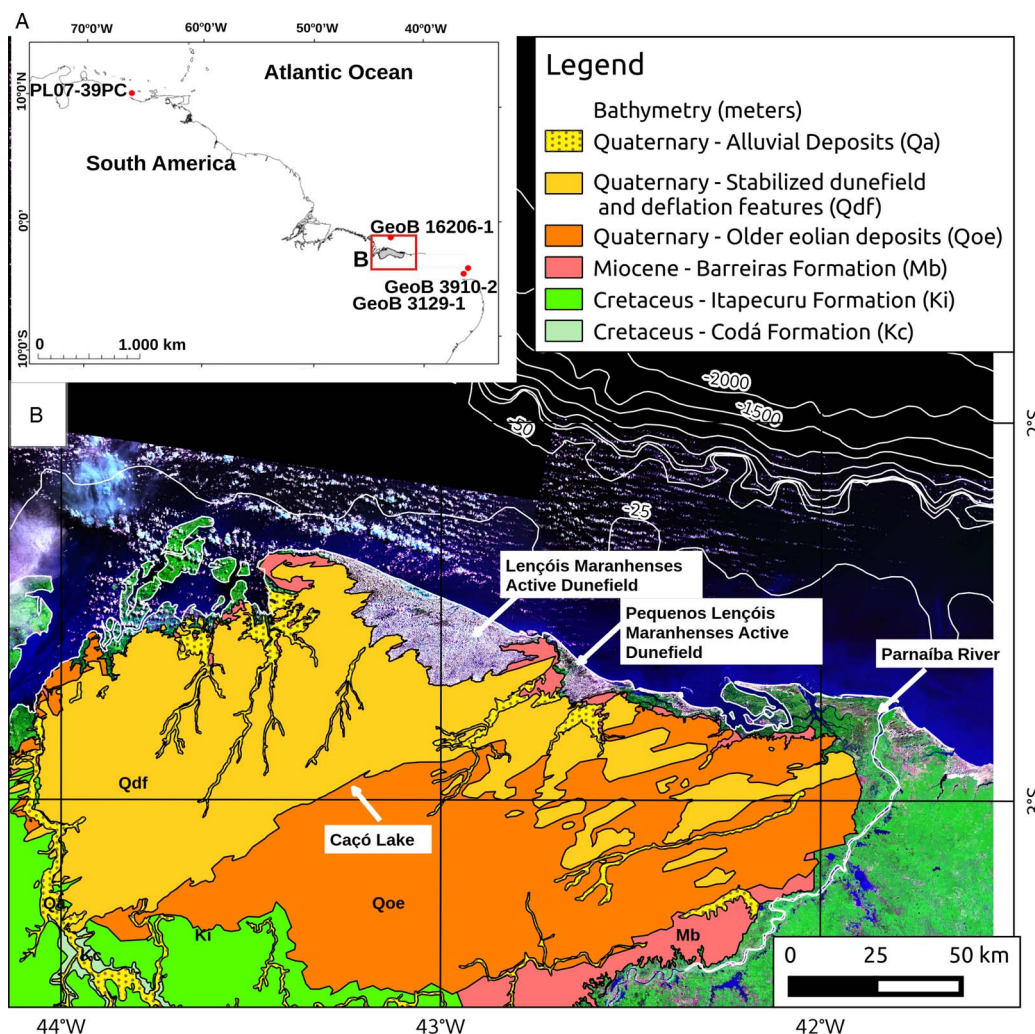 A
70°0'W
60°0'W
50°0'W
40°0'W
Atlantic Ocean
10°0'N
PL07-39PC
South America
0°0'
GeoB 16206-1
B
GeoB 3910-2
GeoB 3129-1
10°0'S
0
1.000 km
Legend
Bathymetry (meters)
Quaternary - Alluvial Deposits (Qa)
Quaternary - Stabilized dunefield
and deflation features (Qdf)
Quaternary - Older eolian deposits (Qoe)
Miocene - Barreiras Formation (Mb)
Cretaceus - Itapecuru Formation (Ki)
Cretaceus - Codá Formation (Kc)
B
-2000
-1500
-50
-25
2°S
Lençóis Maranhenses
Active Dunefield
Pequenos Lençóis
Maranhenses Active
Dunefield
Parnaíba River
Qdf
3°S
Caçó Lake
Qa
Qoe
Ki
Kc
Mb
0 25 50 km
44°W
43°W
42°W